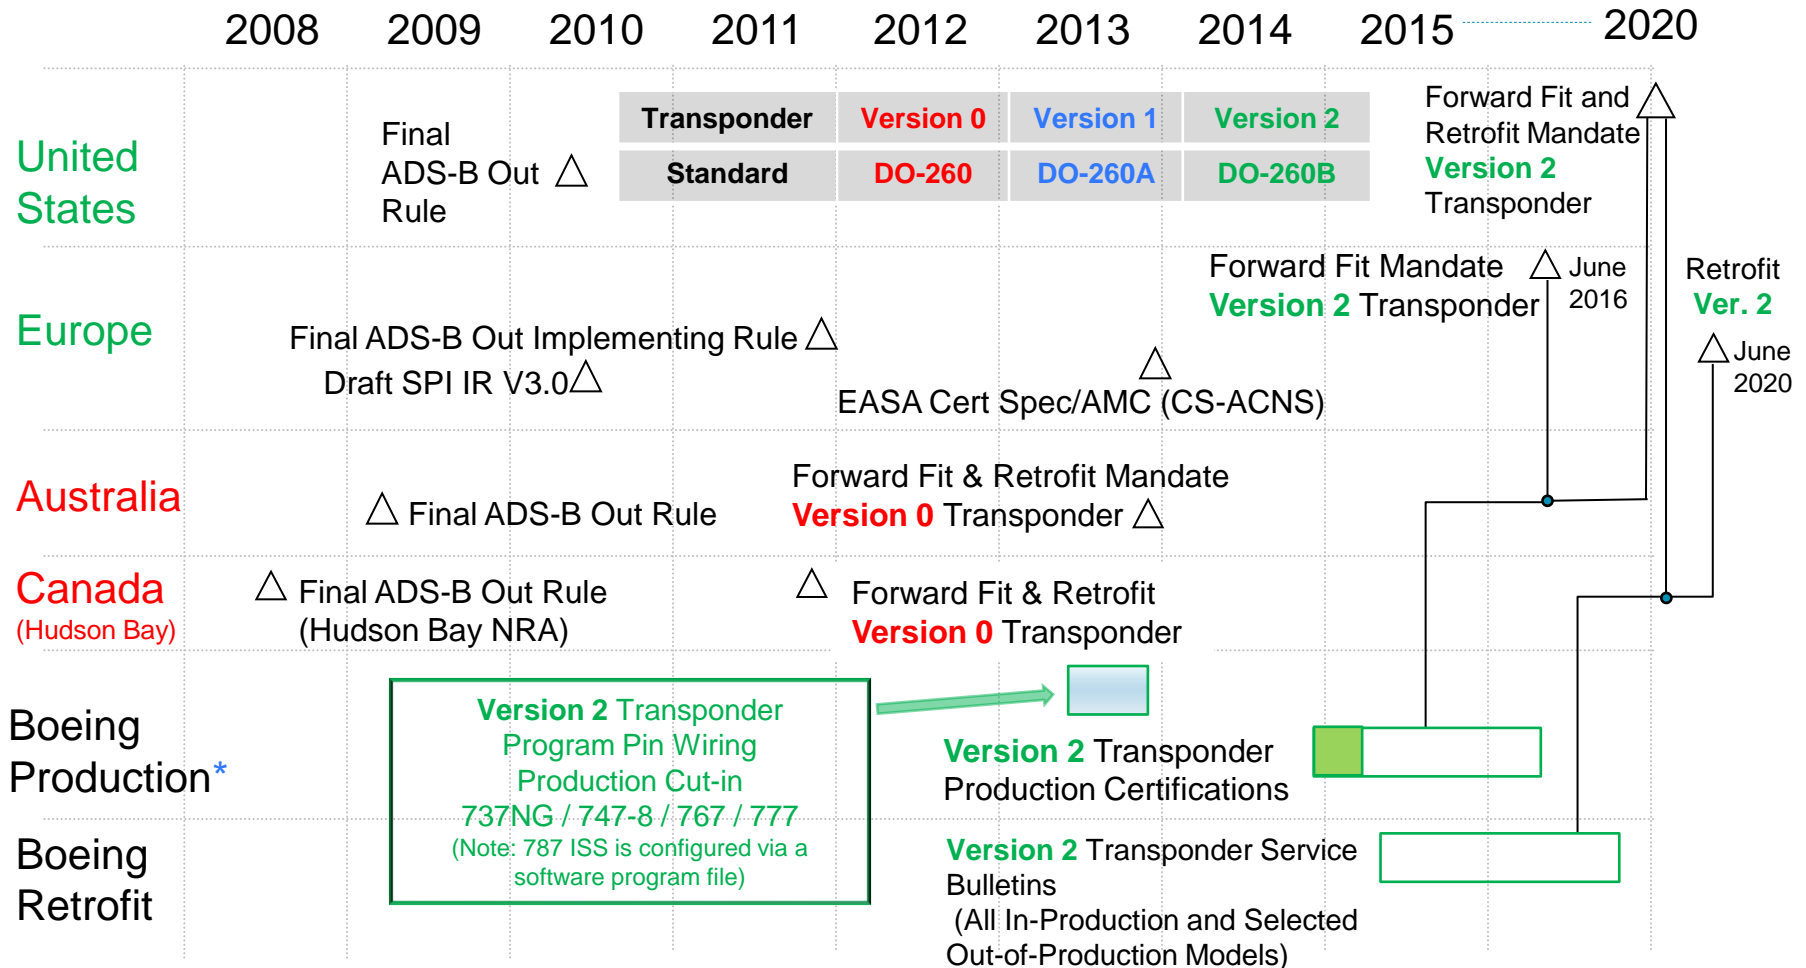 2008 2009 2010 2011 2012 2013 2014 2015 2020
United
States
Final
ADS-B Out
Rule
Transponder Version 0 Version 1 Version 2
Standard DO-260 DO-260A DO-260B
Forward Fit and
Retrofit Mandate
Version 2
Transponder
Europe
Final ADS-B Out Implementing Rule
Draft SPI IR V3.0
EASA Cert Spec/AMC (CS-ACNS)
Forward Fit Mandate
Version 2 Transponder
June
2016
Retrofit
Ver. 2
June
2020
Australia
Final ADS-B Out Rule
Forward Fit & Retrofit Mandate
Version 0 Transponder
Canada
(Hudson Bay)
Final ADS-B Out Rule
(Hudson Bay NRA)
Forward Fit & Retrofit
Version 0 Transponder
Boeing
Production*
Version 2 Transponder
Program Pin Wiring
Production Cut-in
737NG / 747-8 / 767 / 777
(Note: 787 ISS is configured via a
software program file)
Version 2 Transponder
Production Certifications
Boeing
Retrofit
Version 2 Transponder Service
Bulletins
(All In-Production and Selected
Out-of-Production Models)